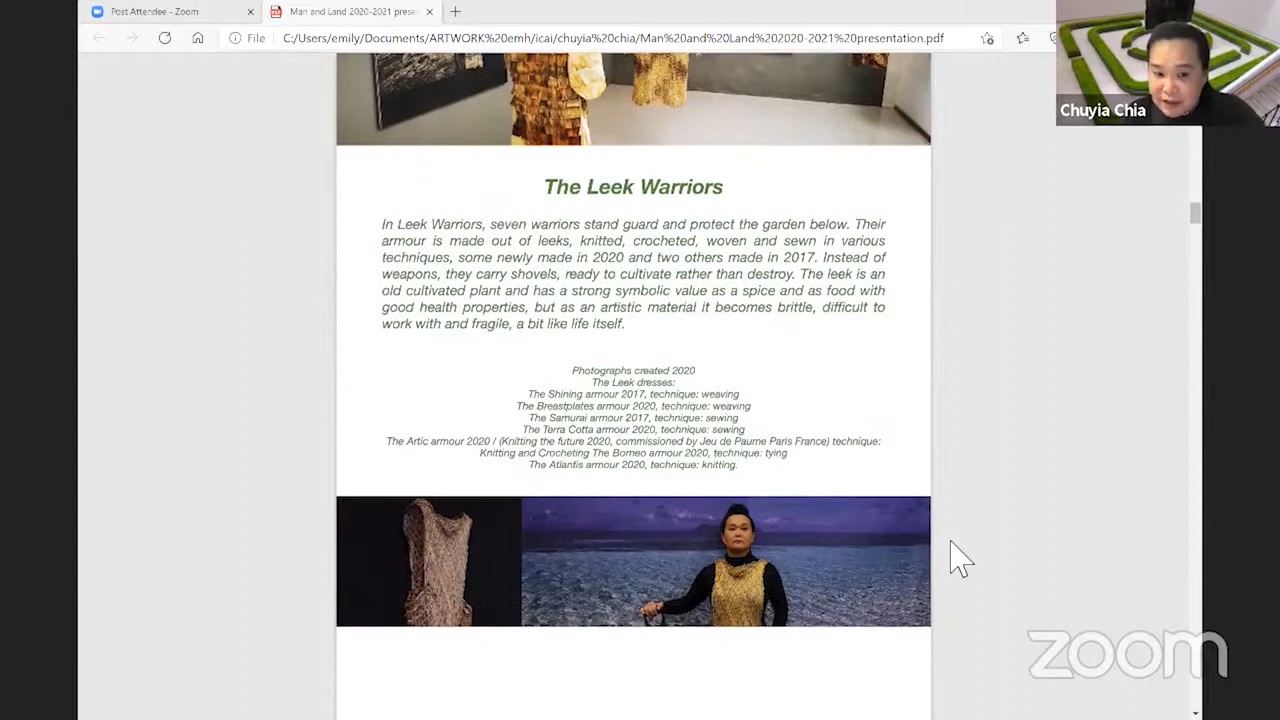 Post Attendee - Zoom
Man and Land 2020-2021 prese
File
C:/Users/emily/Documents/ARTWORK%20emh/icai/chuyia%20chia/Man%20and%20Land%202020-2021%20presentation.pdf
Chuyia Chia
The Leek Warriors
In Leek Warriors, seven warriors stand guard and protect the garden below. Their
armour is made out of leeks, knitted, crocheted, woven and sewn in various
techniques, some newly made in 2020 and two others made in 2017. Instead of
weapons, they carry shovels, ready to cultivate rather than destroy. The leek is an
old cultivated plant and has a strong symbolic value as a spice and as food with
good health properties, but as an artistic material it becomes brittle, difficult to
work with and fragile, a bit like life itself.
Photographs created 2020
The Leek dresses:
The Shining armour 2017, technique: weaving
The Breastplates armour 2020, technique: weaving
The Samurai armour 2017, technique: sewing
The Terra Cotta armour 2020, technique: sewing
The Artic armour 2020 / (Knitting the future 2020, commissioned by Jeu de Paume Paris France) technique:
Knitting and Crocheting The Borneo armour 2020, technique: tying
The Atlantis armour 2020, technique: knitting.
zoom